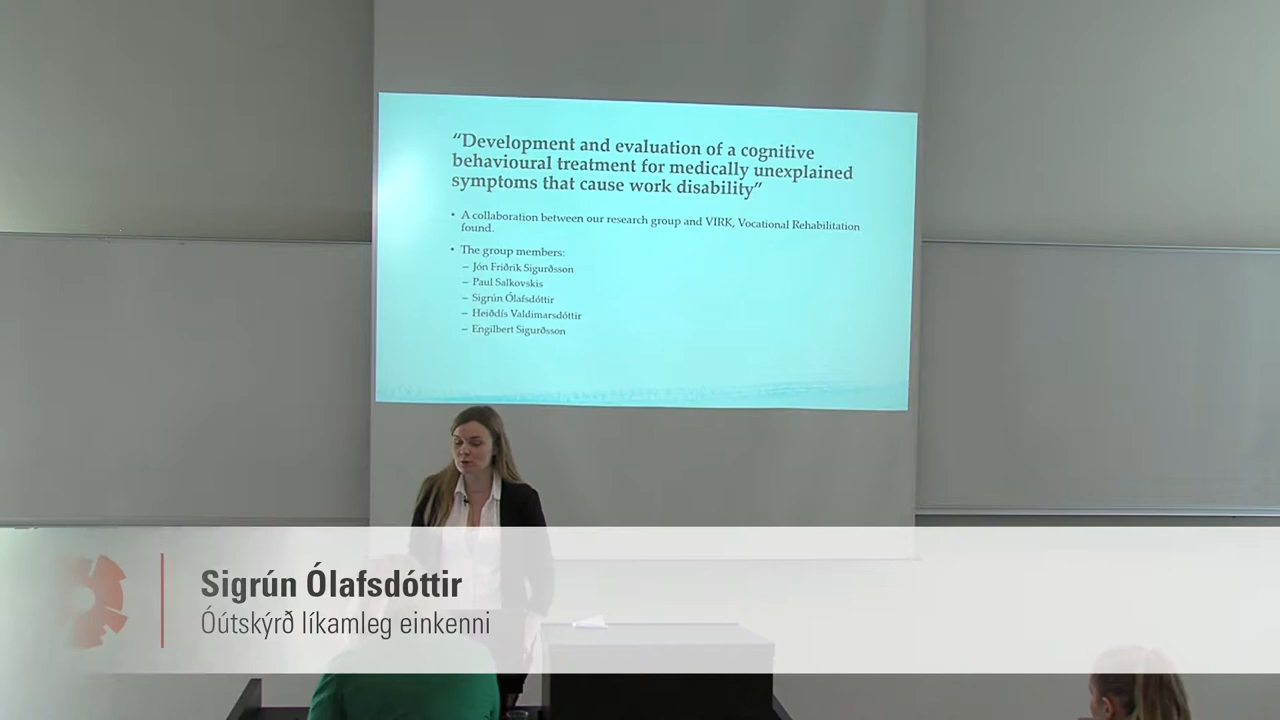 “Development and evaluation of a cognitive
behavioural treatment for medically unexplained
symptoms that cause work disability”
• A collaboration between our research group and VIRK, Vocational Rehabilitation
found.
• The group members:
– Jón Friðrik Sigurðsson
– Paul Salkovskis
– Sigrún Ólafsdóttir
– Heiðdís Valdimarsdóttir
– Engilbert Sigurðsson
Sigrún Ólafsdóttir
Óútskýrð líkamleg einkenni